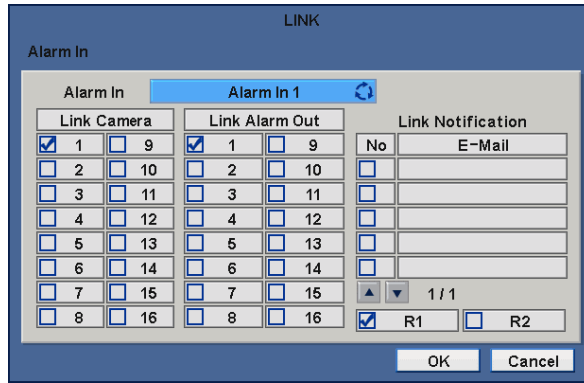 LINK
Alarm In
Alarm In Alarm In 1
Link Camera Link Alarm Out Link Notification
1 9 1 9 No E-Mail
2 10 2 10
3 11 3 11
4 12 4 12
5 13 5 13
6 14 6 14
7 15 7 15 1/1
8 16 8 16 R1 R2
OK Cancel